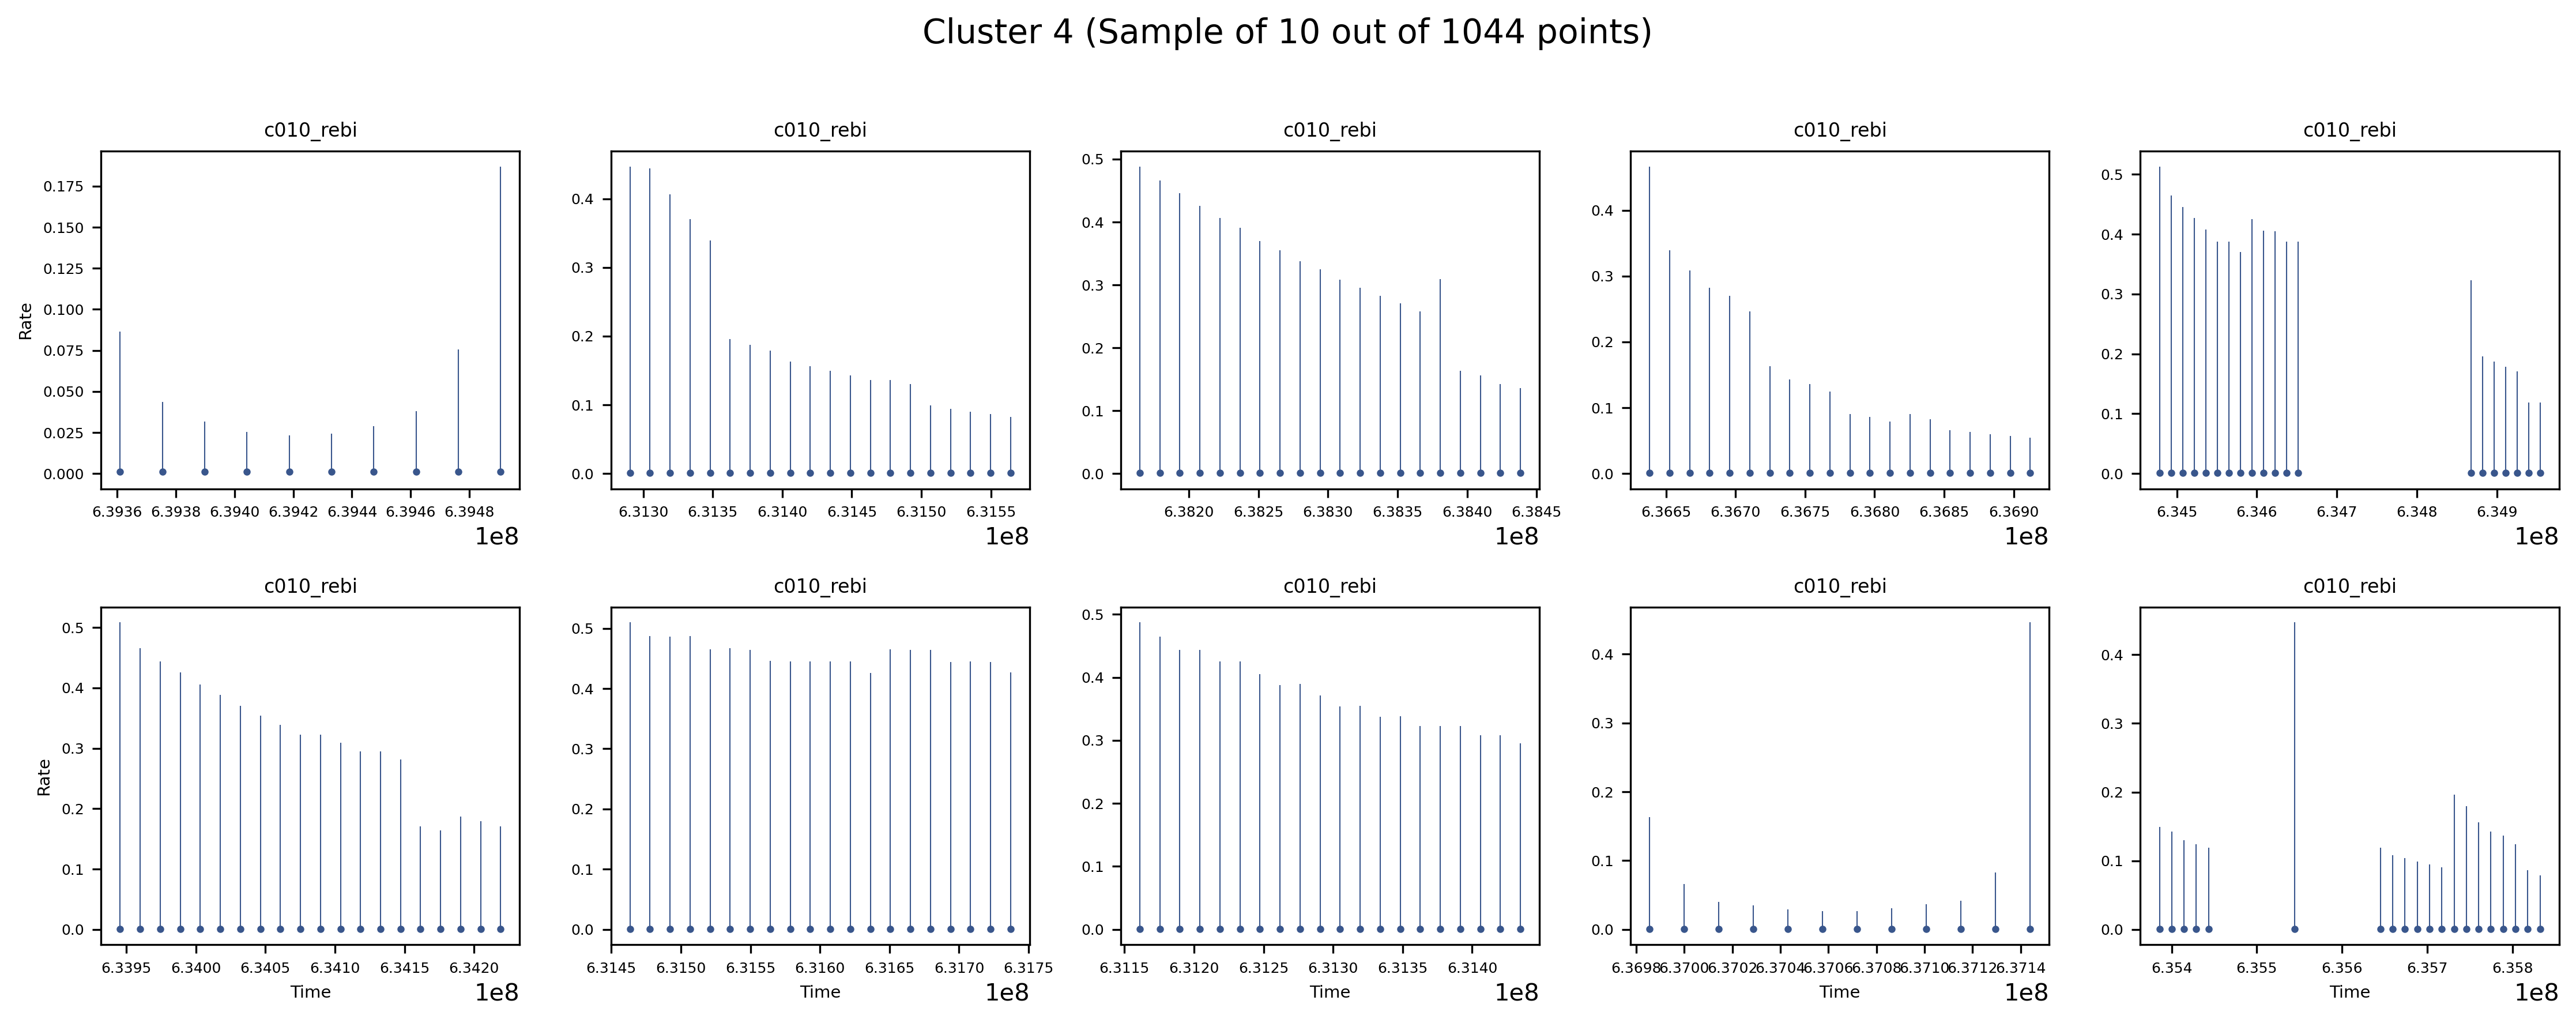 Cluster 4 (Sample of 10 out of 1044 points)
c010_rebi
Rate
0.175
0.150
0.125
0.100
0.075
0.050
0.025
0.000
6.3936 6.3938 6.3940 6.3942 6.3944 6.3946 6.3948
1e8
c010_rebi
0.4
0.3
0.2
0.1
0.0
6.3130 6.3135 6.3140 6.3145 6.3150 6.3155
1e8
c010_rebi
0.5
0.4
0.3
0.2
0.1
0.0
6.3820 6.3825 6.3830 6.3835 6.3840 6.3845
1e8
c010_rebi
0.4
0.3
0.2
0.1
0.0
6.3665 6.3670 6.3675 6.3680 6.3685 6.3690
1e8
c010_rebi
0.5
0.4
0.3
0.2
0.1
0.0
6.345 6.346 6.347 6.348 6.349
1e8
c010_rebi
Rate
0.5
0.4
0.3
0.2
0.1
0.0
6.3395 6.3400 6.3405 6.3410 6.3415 6.3420
Time
1e8
c010_rebi
0.5
0.4
0.3
0.2
0.1
0.0
6.3145 6.3150 6.3155 6.3160 6.3165 6.3170 6.3175
Time
1e8
c010_rebi
0.5
0.4
0.3
0.2
0.1
0.0
6.3115 6.3120 6.3125 6.3130 6.3135 6.3140
Time
1e8
c010_rebi
0.4
0.3
0.2
0.1
0.0
6.3698 6.3700 6.3702 6.3704 6.3706 6.3708 6.3710 6.3712 6.3714
Time
1e8
c010_rebi
0.4
0.3
0.2
0.1
0.0
6.354 6.355 6.356 6.357 6.358
Time
1e8